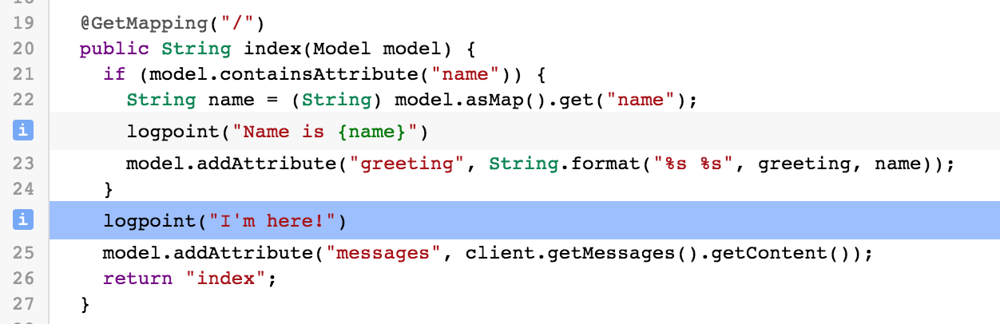 19 @GetMapping("/")
20 public String index(Model model) {
21 if (model.containsAttribute("name")) {
22 String name = (String) model.asMap().get("name");
i logpoint("Name is {name}")
23 model.addAttribute("greeting", String.format("%s %s", greeting, name));
24 }
i logpoint("I'm here!")
25 model.addAttribute("messages", client.getMessages().getContent());
26 return "index";
27 }